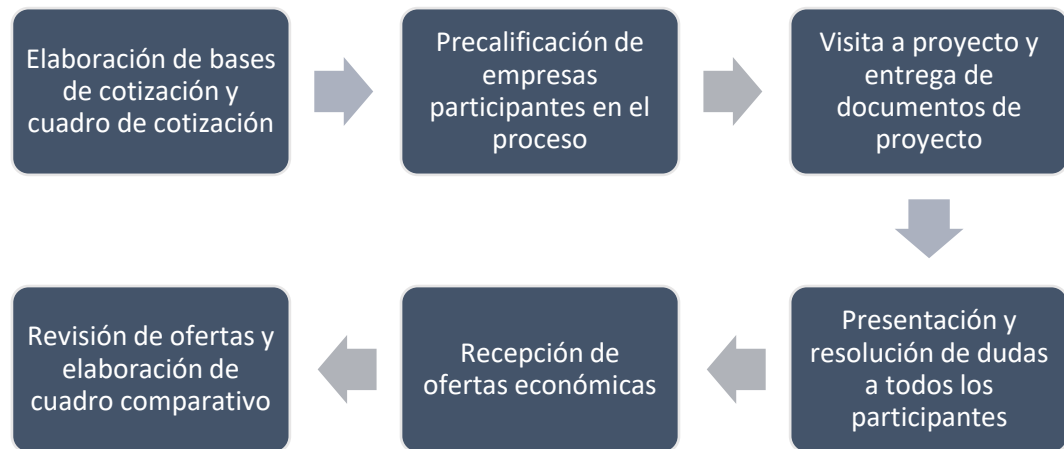 Elaboración de bases
de cotización y
cuadro de cotización
Precalificación de
empresas
participantes en el
proceso
Visita a proyecto y
entrega de
documentos de
proyecto
Presentación y
resolución de dudas
a todos los
participantes
Recepción de
ofertas económicas
Revisión de ofertas y
elaboración de
cuadro comparativo